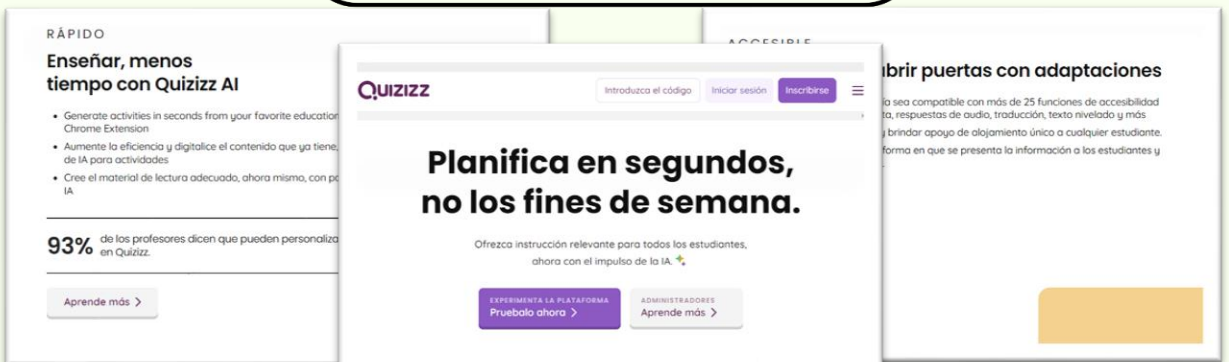 RÁPIDO
Enseñar, menos
tiempo con Quizizz AI
Generate activities in seconds from your favorite
Chrome Extension
Aumente la eficiencia y digitalice el contenido que ya tiene,
de IA para actividades
Cree el material de lectura adecuado, ahora mismo, con
IA
93% de los profesores dicen que pueden
en Quizizz.
Aprende más >
QUIZIZZ
Introduzca el código
Iniciar sesión
Inscribirse
Planifica en segundos,
no los fines de semana.
Ofrezca instrucción relevante para todos los estudiantes,
ahora con el impulso de la IA.
EXPERIMENTA LA PLATAFORMA
Pruebalo ahora >
ADMINISTRADORES
Aprende más >
ACCESIBLE
brir puertas con adaptaciones
sea compatible con más de 25 funciones de accesibilidad
respuestas de audio, traducción, texto nivelado y más
y brindar apoyo de alojamiento único a cualquier estudiante.
forma en que se presenta la información a los estudiantes y